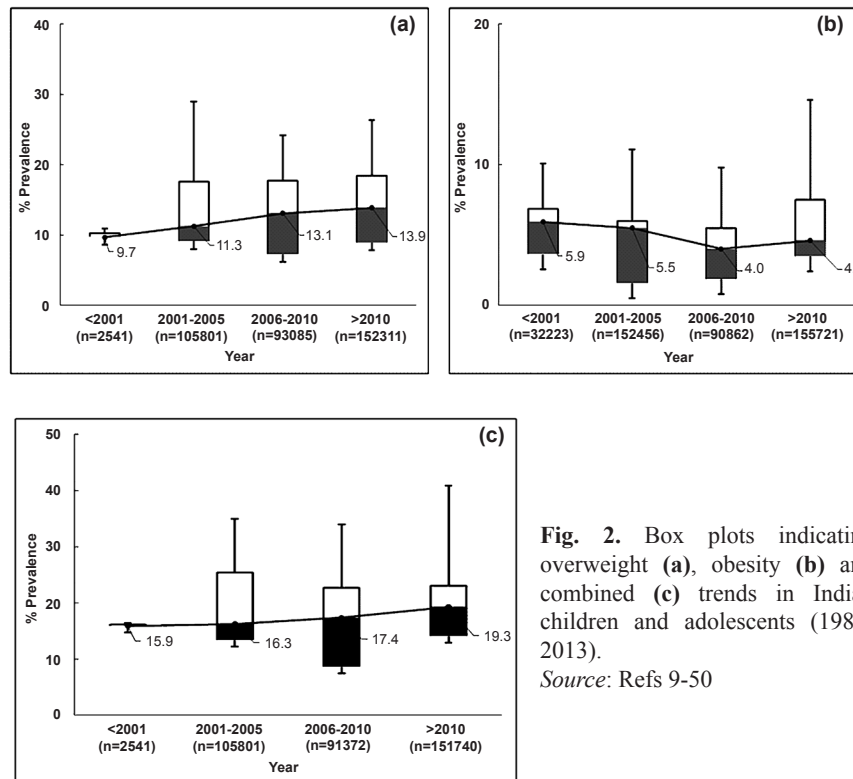 (a)
40
30
20
10
0
% Prevalence
9.7
11.3
13.1
13.9
<2001 2001-2005 2006-2010 >2010
(n=2541) (n=105801) (n=93085) (n=152311)
Year
(b)
20
10
0
% Prevalence
5.9
5.5
4.0
<2001 2001-2005 2006-2010 >2010
(n=32223) (n=152456) (n=90862) (n=155721)
Year
(c)
50
40
30
20
10
0
% Prevalence
15.9
16.3
17.4
19.3
<2001 2001-2005 2006-2010 >2010
(n=2541) (n=105801) (n=91372) (n=151740)
Year
Fig. 2. Box plots
overweight (a), obesity (b)
combined (c) trends in
children and adolescents
2013).
Source: Refs 9-50